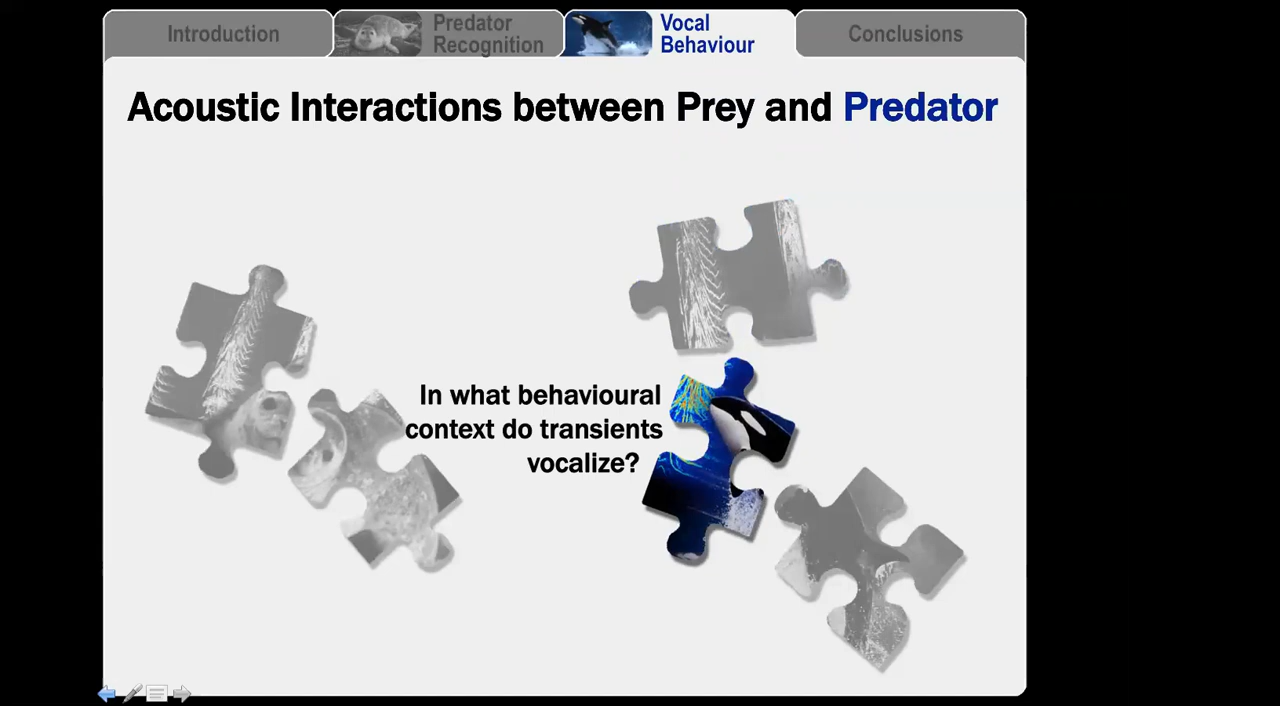 Introduction
Predator
Recognition
Vocal
Behaviour
Conclusions
Acoustic Interactions between Prey and Predator
In what behavioural
context do transients
vocalize?